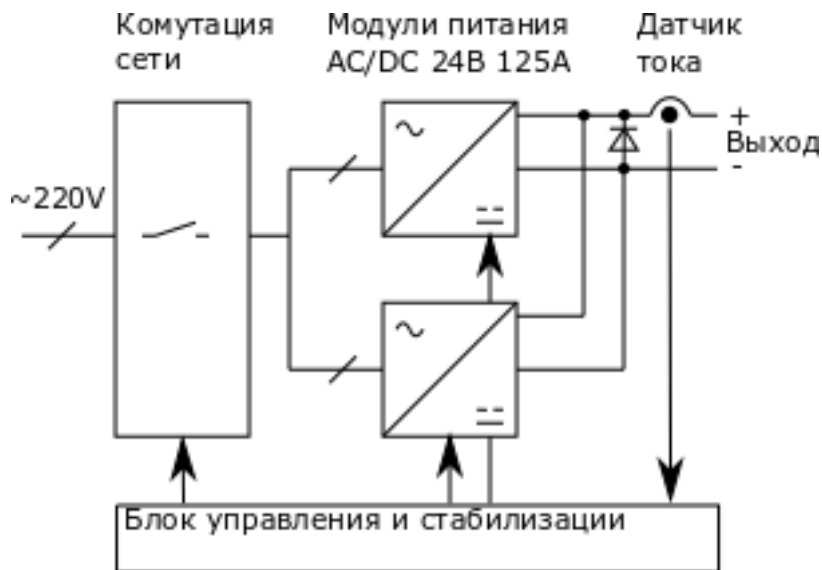 Комутация
сети
Модули питания
AC/DC 24В 125А
Датчик
тока
+
Выход
-
~220V
Блок управления и стабилизации